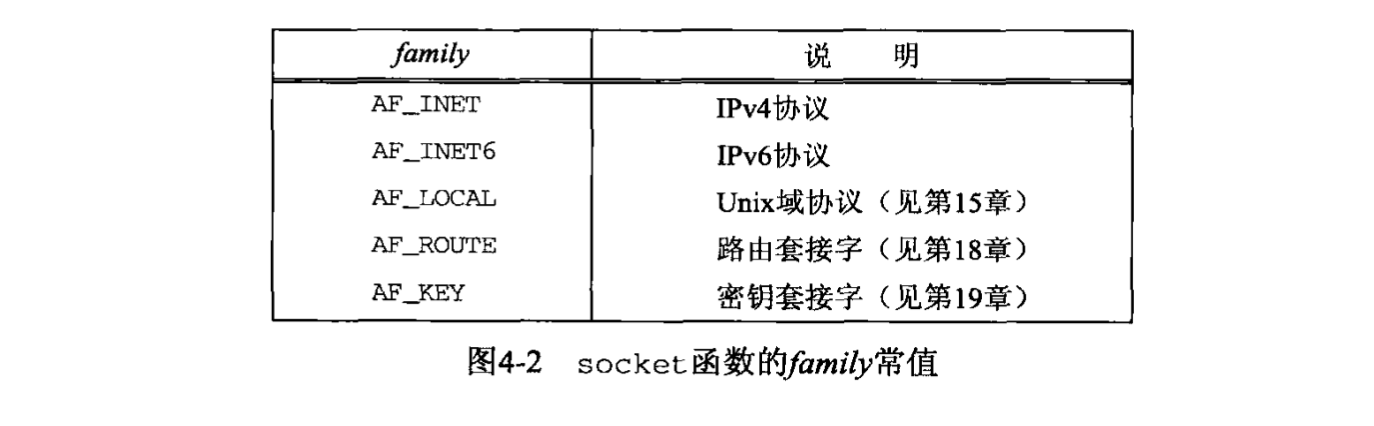 family 说 明
AF_INET IPv4协议
AF_INET6 IPv6协议
AF_LOCAL Unix域协议（见第15章）
AF_ROUTE 路由套接字（见第18章）
AF_KEY 密钥套接字（见第19章）
图4-2 socket函数的family常值